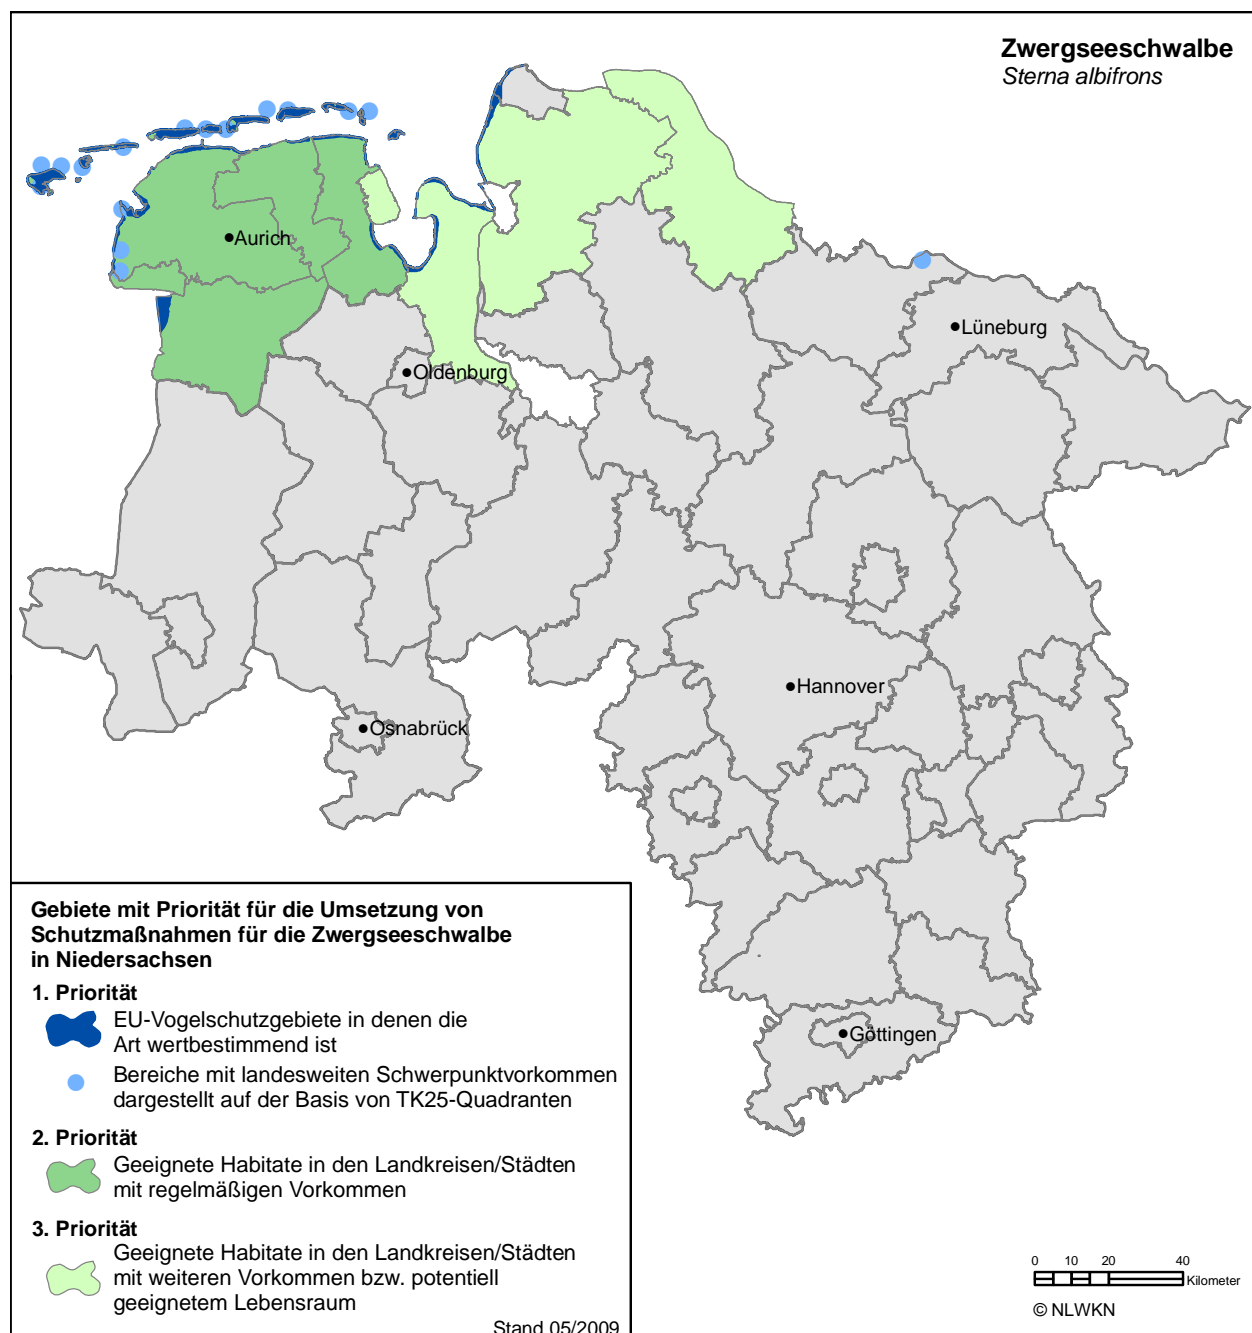 Zwergseeschwalbe
Sterna albifrons
Aurich
Lüneburg
Oldenburg
Hannover
Osnabrück
Göttingen
Gebiete mit Priorität für die Umsetzung von
Schutzmaßnahmen für die Zwergseeschwalbe
in Niedersachsen
1. Priorität
EU-Vogelschutzgebiete in denen die
Art wertbestimmend ist
Bereiche mit landesweiten Schwerpunktvorkommen
dargestellt auf der Basis von TK25-Quadranten
2. Priorität
Geeignete Habitate in den Landkreisen/Städten
mit regelmäßigen Vorkommen
3. Priorität
Geeignete Habitate in den Landkreisen/Städten
mit weiteren Vorkommen bzw. potentiell
geeignetem Lebensraum
Stand 05/2009
0 10 20 40
Kilometer
© NLWKN